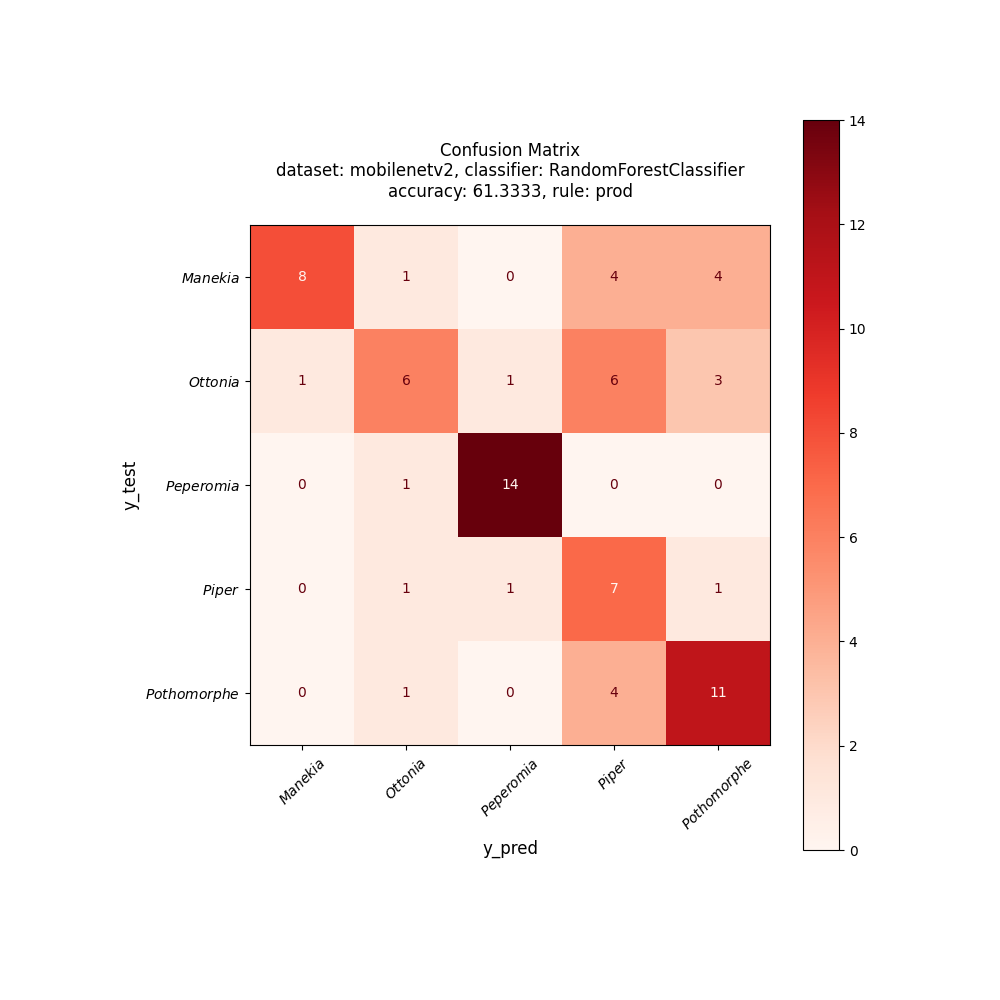 Confusion Matrix
dataset: mobilenetv2, classifier: RandomForestClassifier
accuracy: 61.3333, rule: prod
y_test
Manekia 8 1 0 4 4
Ottonia 1 6 1 6 3
Peperomia 0 1 14 0 0
Piper 0 1 1 7 1
Pothomorphe 0 1 0 4 11
Manekia Ottonia Peperomia Piper Pothomorphe
y_pred
14
12
10
8
6
4
2
0